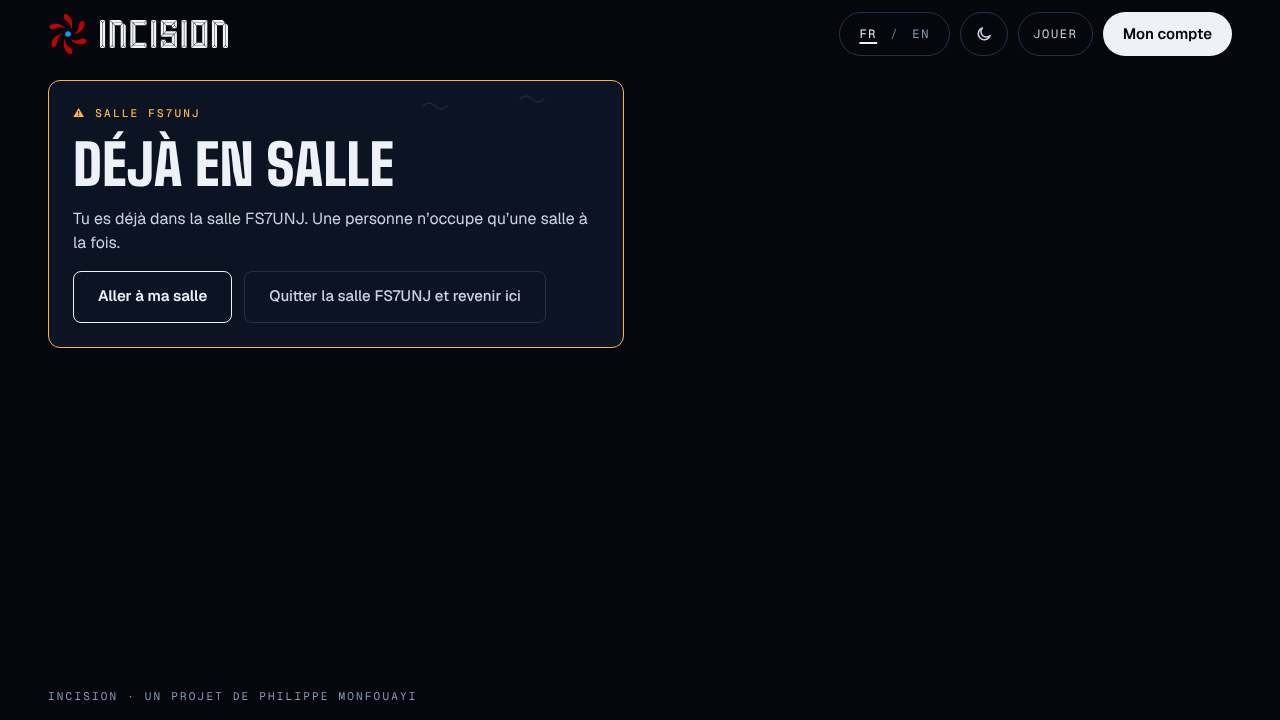 INCISION
FR / EN
JOUER
Mon compte
SALLE FS7UNJ
DÉJÀ EN SALLE
Tu es déjà dans la salle FS7UNJ. Une personne n’occupe qu’une salle à
la fois.
Aller à ma salle
Quitter la salle FS7UNJ et revenir ici
INCISION · UN PROJET DE PHILIPPE MONFOUAYI